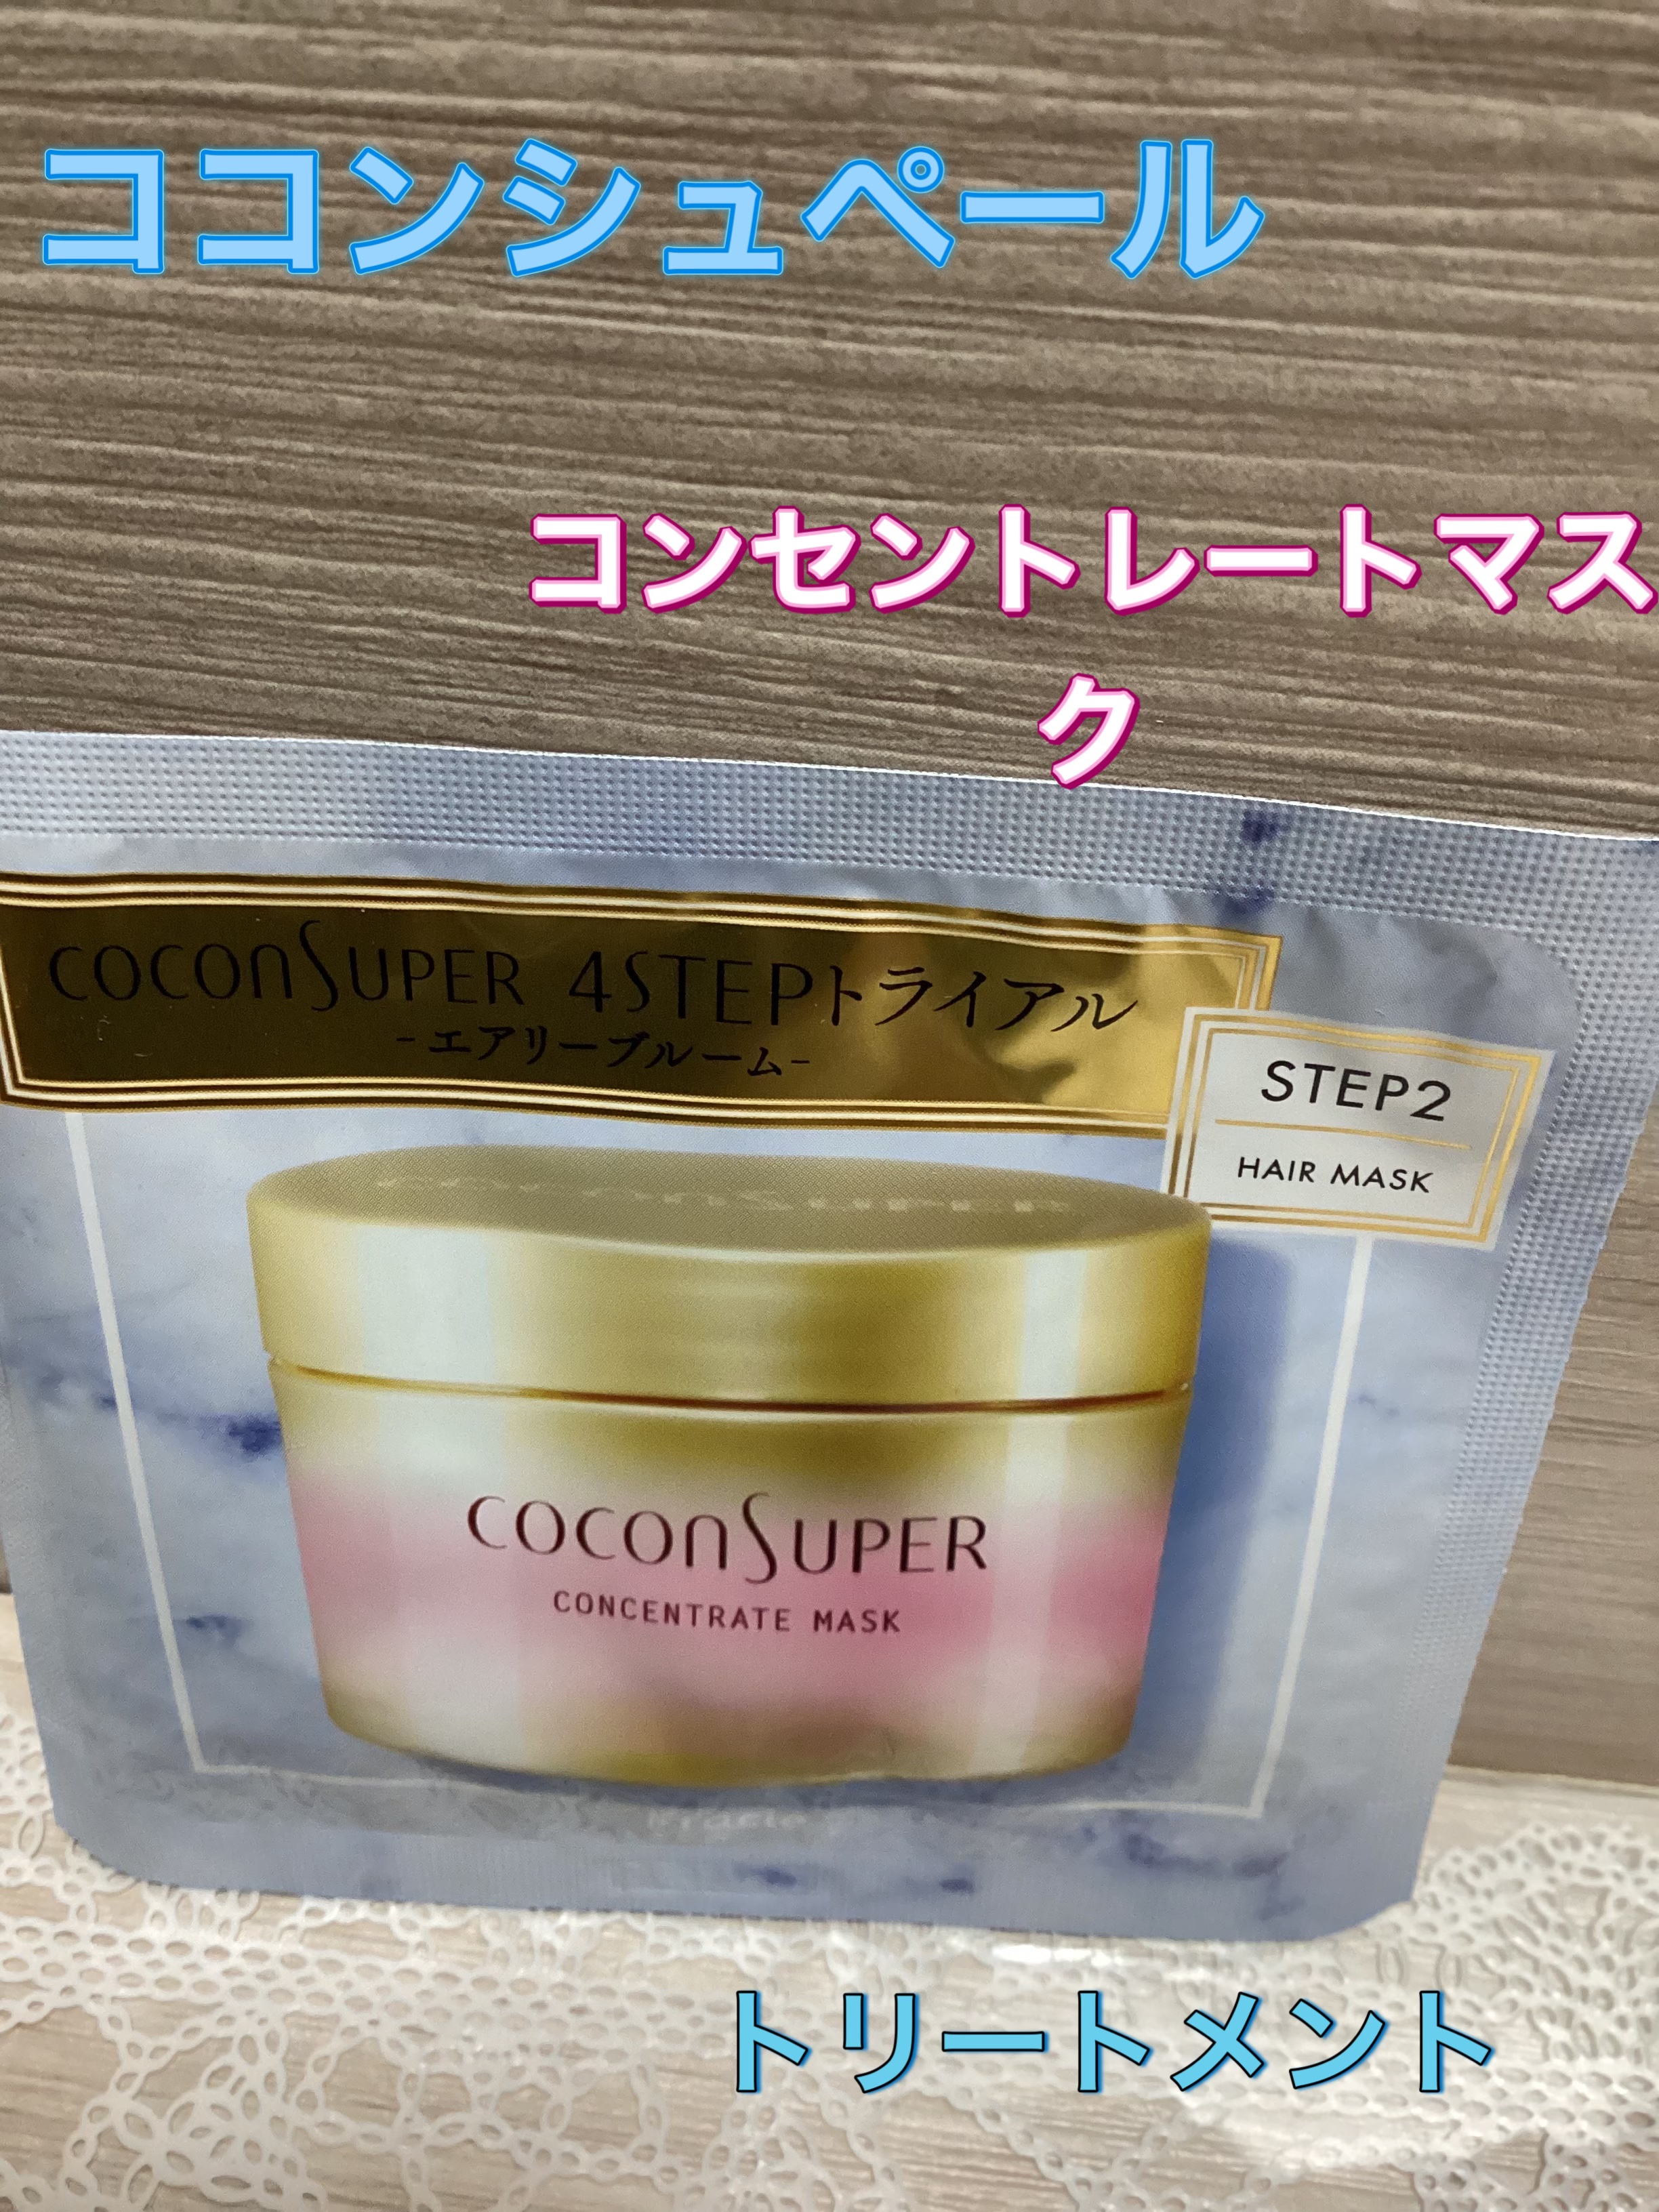 ココンシュペール
コンセントレートマス
ク
COCONSUPER 4STEPトライアル
-エアリーブルーム-
STEP2
HAIR MASK
COCONSUPER
CONCENTRATE MASK
トリートメント